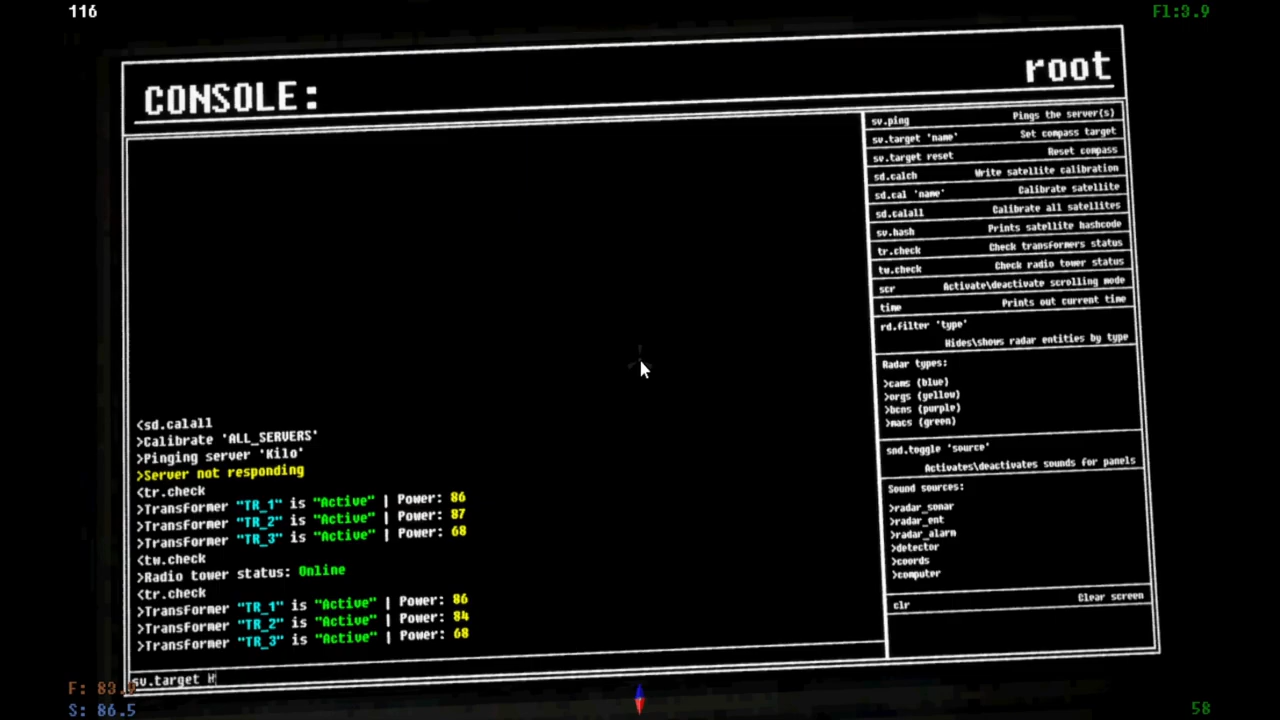 116
F1:3.9
CONSOLE:
root
<sd.calall
>Calibrate 'ALL_SERVERS'
>Pinging server 'Kilo'
>Server not responding
<tr.check
>Transformer "TR_1" is "Active" | Power: 86
>Transformer "TR_2" is "Active" | Power: 87
>Transformer "TR_3" is "Active" | Power: 68
<tw.check
>Radio tower status: Online
<tr.check
>Transformer "TR_1" is "Active" | Power: 86
>Transformer "TR_2" is "Active" | Power: 84
>Transformer "TR_3" is "Active" | Power: 68
sv.target H
sv.ping Pings the server(s)
sv.target 'name' Set compass target
sv.target reset Reset compass
sd.calch Write satellite calibration
sd.cal 'name' Calibrate satellite
sd.calall Calibrate all satellites
sv.hash Prints satellite hashcode
tr.check Check transformers status
tw.check Check radio tower status
scr Activate\deactivate scrolling mode
time Prints out current time
rd.filter 'type'
Hides\shows radar entities by type
Radar types:
>cams (blue)
>orgs (yellow)
>bcns (purple)
>macs (green)
snd.toggle 'source'
Activates\deactivates sounds for panels
Sound sources:
>radar_sonar
>radar_ent
>radar_alarm
>detector
>coords
>computer
clr Clear screen
F: 83.
S: 86.5
58